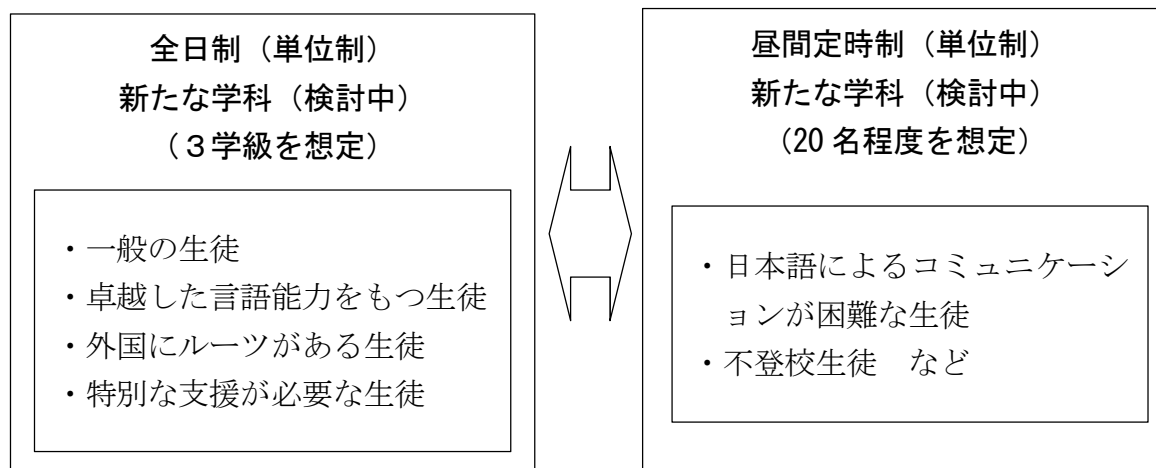 全日制（単位制）
新たな学科（検討中）
（３学級を想定）
・一般の生徒
・卓越した言語能力をもつ生徒
・外国にルーツがある生徒
・特別な支援が必要な生徒
昼間定時制（単位制）
新たな学科（検討中）
（20 名程度を想定）
・日本語によるコミュニケーシ
ョンが困難な生徒
・不登校生徒　など